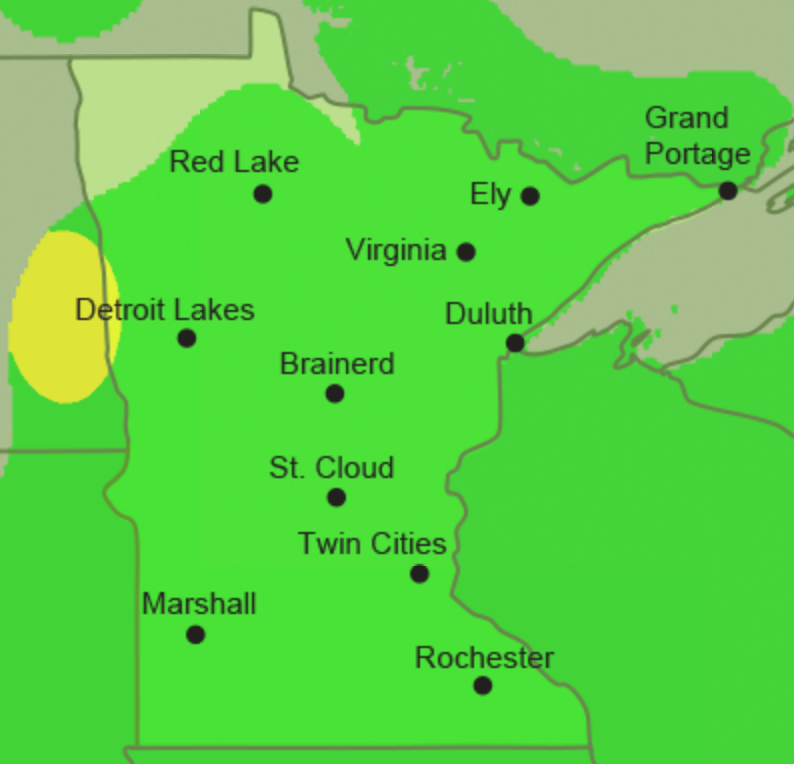 Grand
Portage
Red Lake
Ely
Virginia
Detroit Lakes
Duluth
Brainerd
St. Cloud
Twin Cities
Marshall
Rochester